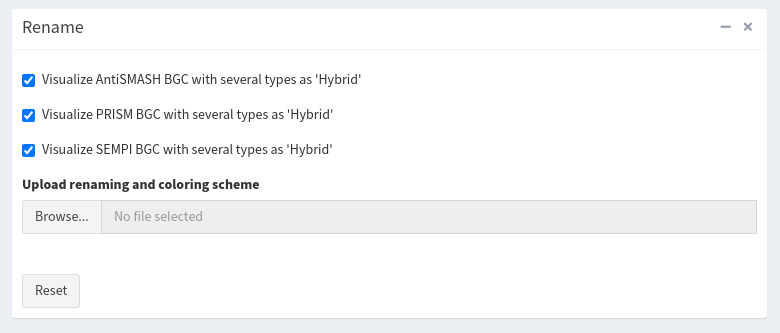 Rename
Visualize AntiSMASH BGC with several types as 'Hybrid'
Visualize PRISM BGC with several types as 'Hybrid'
Visualize SEMPI BGC with several types as 'Hybrid'
Upload renaming and coloring scheme
Browse... No file selected
Reset